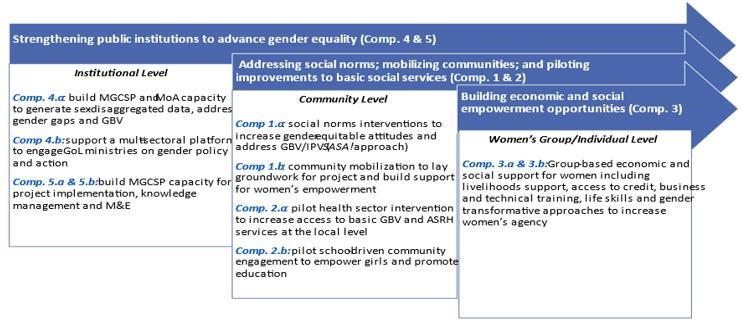 Strengthening public institutions to advance gender equality (Comp. 4 & 5)
Institutional Level
Comp. 4.a: build MGCSP and MoA capacity
to generate sex-disaggregated data, address
gender gaps and GBV
Comp 4.b: support a multi-sectoral platform
to engage GoL ministries on gender policy
and action
Comp. 5.a & 5.b: build MGCSP capacity for
project implementation, knowledge
management and M&E
Addressing social norms; mobilizing communities; and piloting
improvements to basic social services (Comp. 1 & 2)
Community Level
Comp 1.a: social norms interventions to
increase gender-equitable attitudes and
address GBV/IPV (SASA! approach)
Comp 1.b: community mobilization to lay
groundwork for project and build support
for women's empowerment
Comp. 2.a: pilot health sector intervention
to increase access to basic GBV and ASRH
services at the local level
Comp. 2.b: pilot school-driven community
engagement to empower girls and promote
education
Building economic and social
empowerment opportunities (Comp. 3)
Women's Group/Individual Level
Comp. 3.a & 3.b: Group-based economic and
social support for women including
livelihoods support, access to credit, business
and technical training, life skills and gender
transformative approaches to increase
women's agency